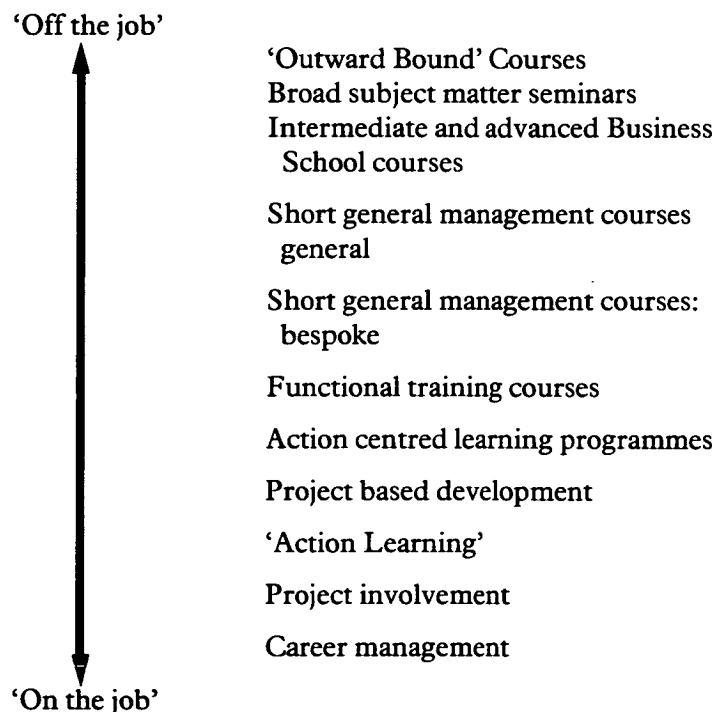 ‘Off the job’
‘Outward Bound’ Courses
Broad subject matter seminars
Intermediate and advanced Business
School courses
Short general management courses
general
Short general management courses:
bespoke
Functional training courses
Action centred learning programmes
Project based development
‘Action Learning’
Project involvement
Career management
‘On the job’